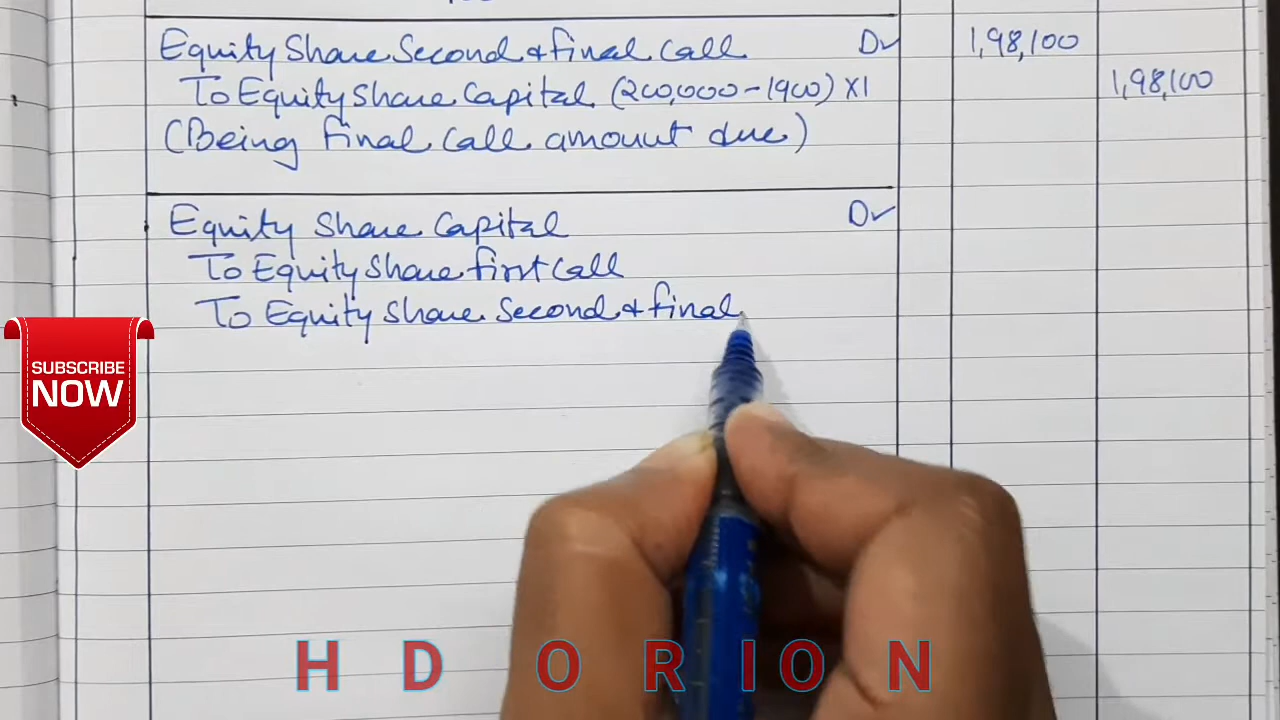 Equity Share Second & final Call Dr 1,98,100
To Equity Share Capital (200,000-1900) X1 1,98,100
(Being final Call amount due)
Equity Share Capital Dr
To Equity Share first Call
To Equity Share Second & final
SUBSCRIBE
NOW
H D O R I O N